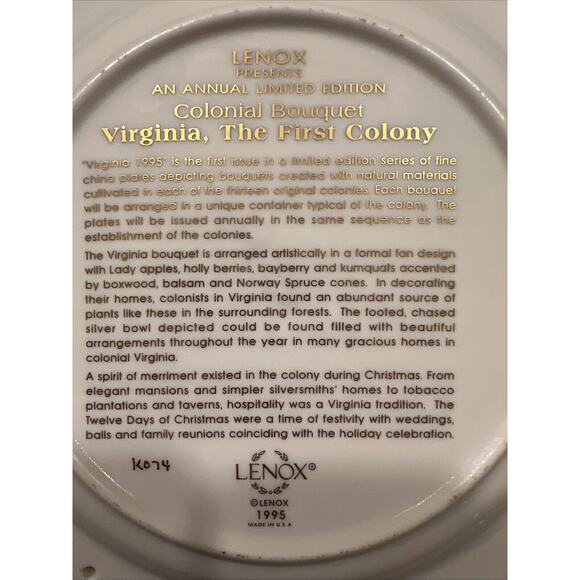 LENOX
PRESENTS
AN ANNUAL LIMITED EDITION
Colonial Bouquet
Virginia, The First Colony
"Virginia 1995" is the first issue in a limited edition series of fine
china plates depicting bouquets created with natural materials
cultivated in each of the thirteen original colonies. Each bouquet
will be arranged in a unique container typical of the colony. The
plates will be issued annually in the same sequence as the
establishment of the colonies.
The Virginia bouquet is arranged artistically in a formal fan design
with Lady apples, holly berries, bayberry and kumquats accented
by boxwood, balsam and Norway Spruce cones. In decorating
their homes, colonists in Virginia found an abundant source of
plants like these in the surrounding forests. The footed, chased
silver bowl depicted could be found filled with beautiful
arrangements throughout the year in many gracious homes in
colonial Virginia.
A spirit of merriment existed in the colony during Christmas. From
elegant mansions and simpler silversmiths' homes to tobacco
plantations and taverns, hospitality was a Virginia tradition. The
Twelve Days of Christmas were a time of festivity with weddings,
balls and family reunions coinciding with the holiday celebration.
K074
LENOX®
©LENOX
1995
MADE IN U.S.A